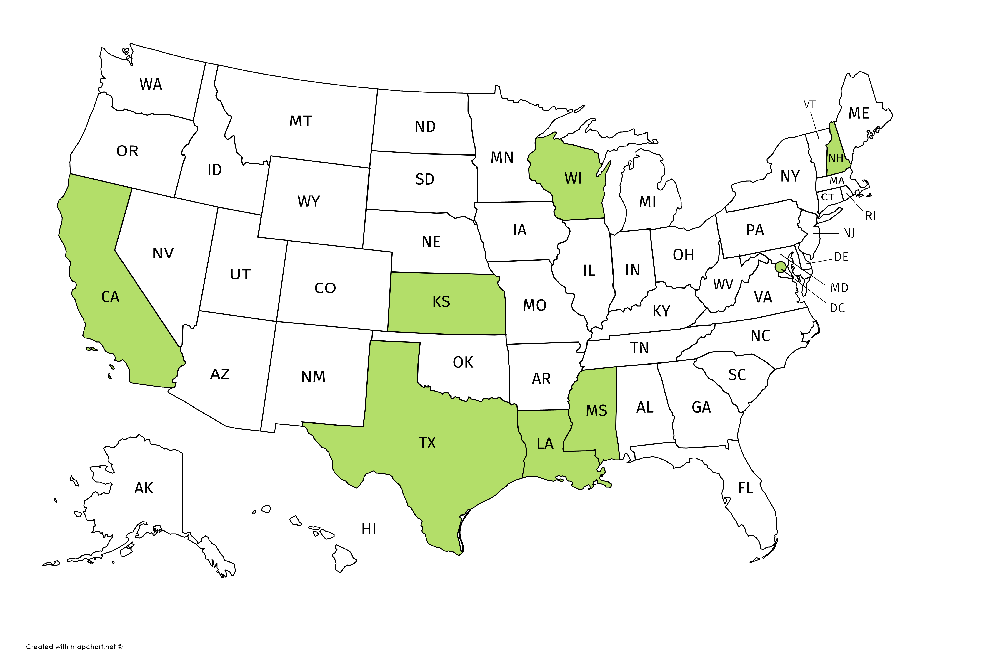 WA
MT
ND
MN
ME
VT
OR
ID
SD
WI
NH
NY
MA
CT
RI
WY
MI
IA
PA
NJ
NE
NV
UT
CO
KS
MO
IL
IN
OH
DE
WV
MD
VA
DC
KY
CA
OK
TN
NC
AZ
NM
AR
SC
MS
AL
GA
TX
LA
FL
AK
HI
Created with mapchart.net ©